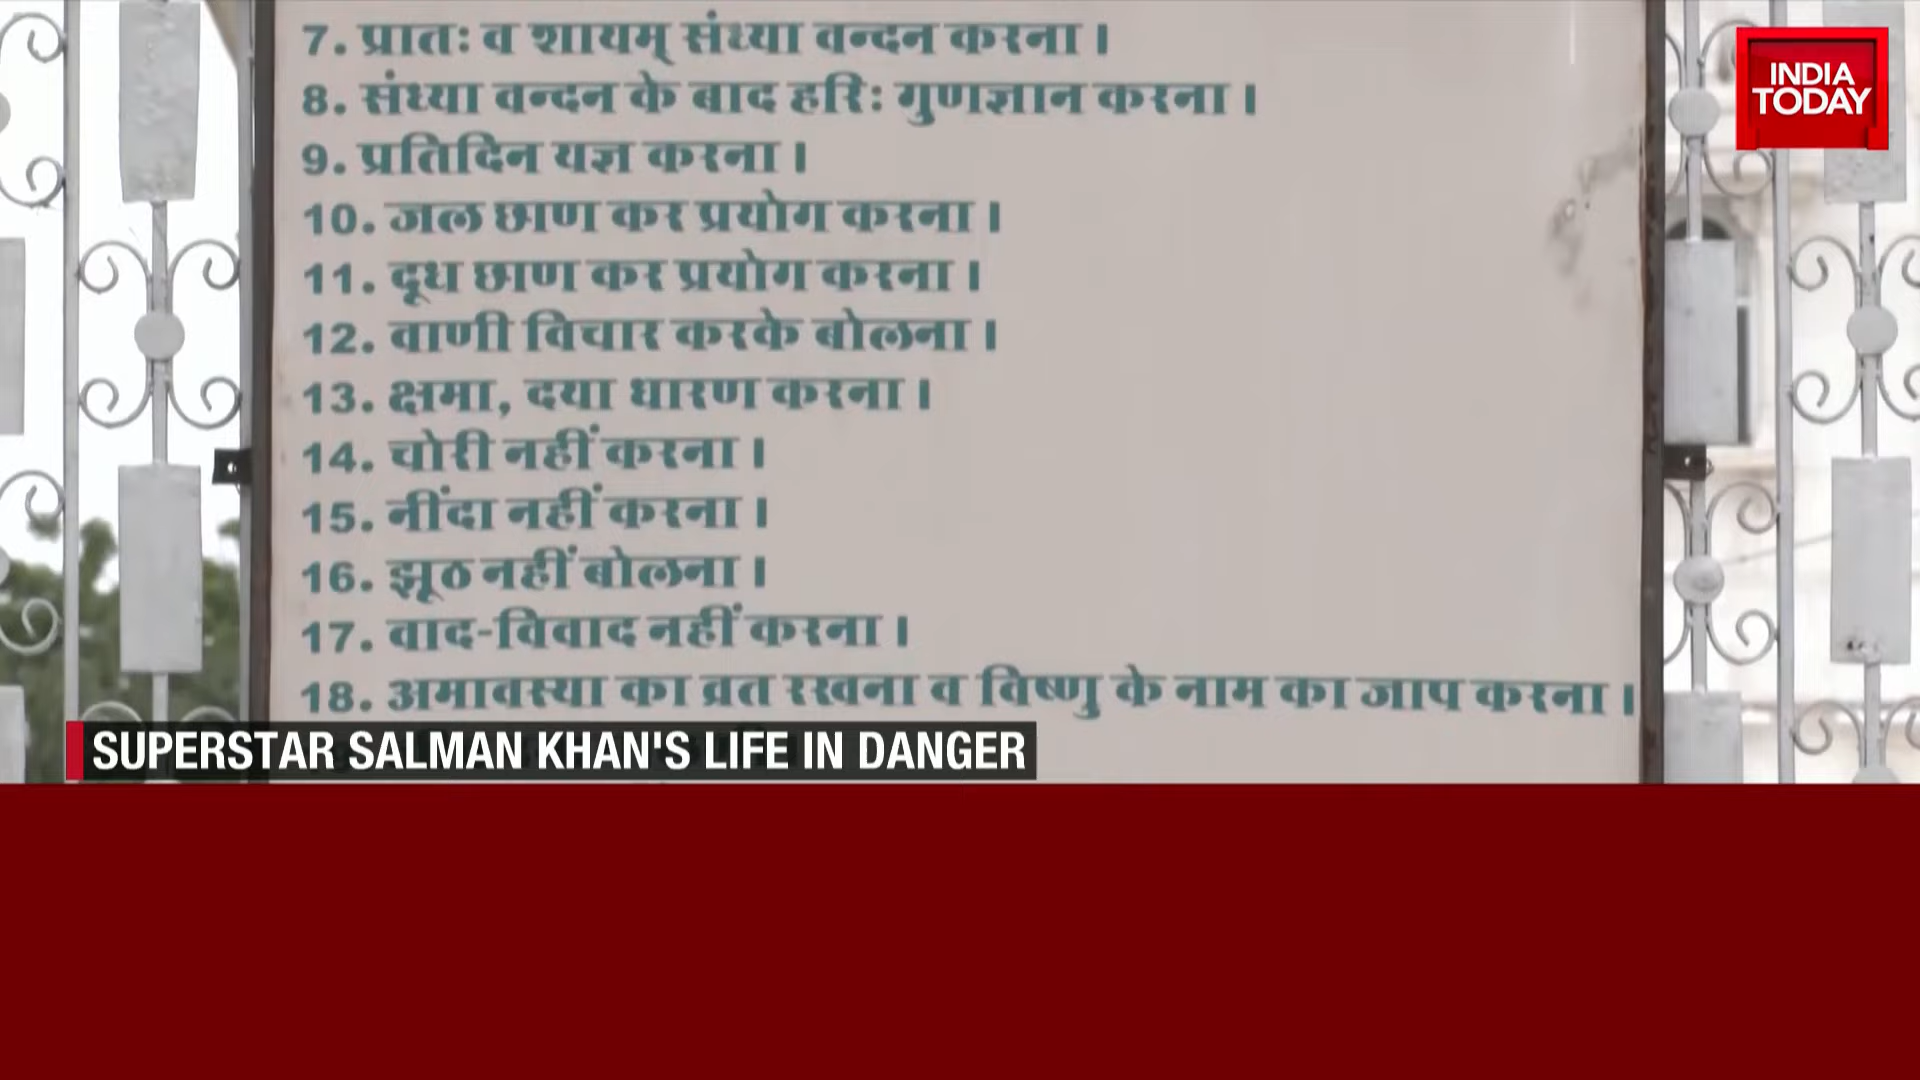 7. प्रातः व शायम् संध्या वन्दन करना।
8. संध्या वन्दन के बाद हरिः गुणज्ञान करना।
9. प्रतिदिन यज्ञ करना।
10. जल छाण कर प्रयोग करना।
11. दूध छाण कर प्रयोग करना।
12. वाणी विचार करके बोलना।
13. क्षमा, दया धारण करना।
14. चोरी नहीं करना।
15. नींदा नहीं करना।
16. झूठ नहीं बोलना।
17. वाद-विवाद नहीं करना।
18. अमावस्या का व्रत रखना व विष्णु के नाम का जाप करना।
INDIA
TODAY
SUPERSTAR SALMAN KHAN'S LIFE IN DANGER